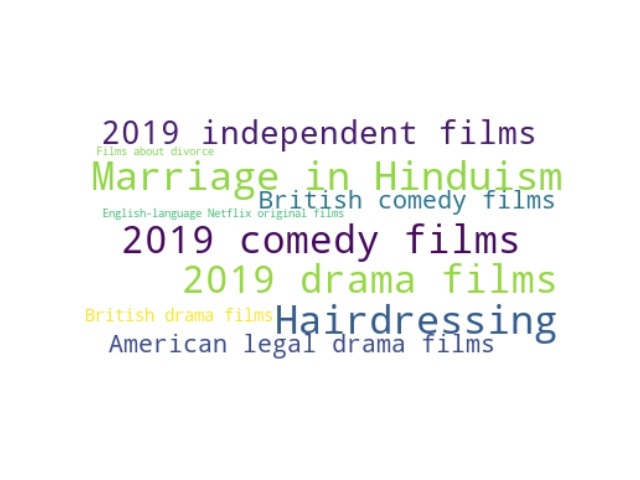 2019 independent films
Films about divorce
Marriage in Hinduism
British comedy films
English-language Netflix original films
2019 comedy films
2019 drama films
British drama films
Hairdressing
American legal drama films